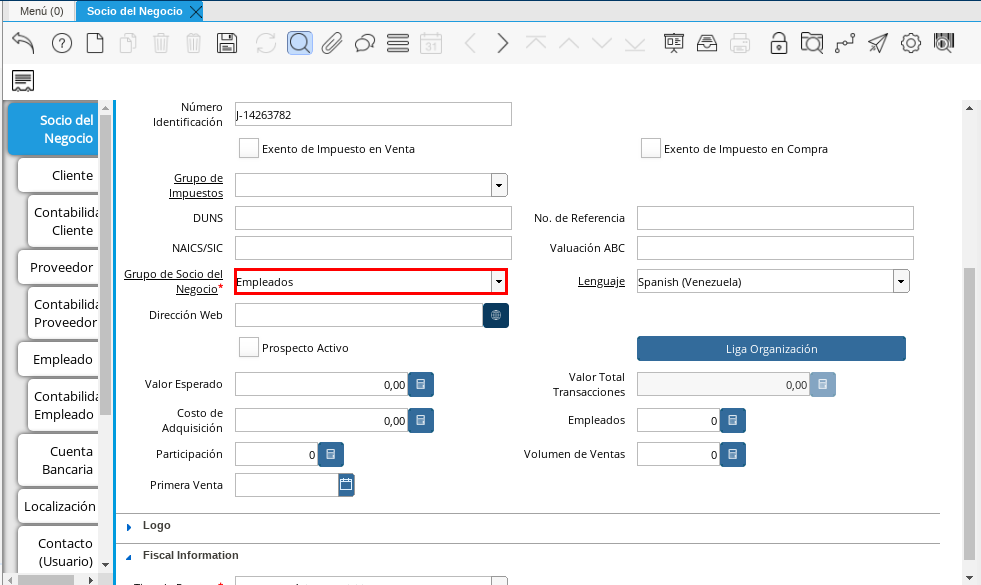 Menú (0)
Socio del Negocio
31
Socio del
Negocio
Cliente
Contabilida
Cliente
Proveedor
Contabilida
Proveedor
Empleado
Contabilida
Empleado
Cuenta
Bancaria
Localización
Contacto
(Usuario)
Número
Identificación
J-14263782
Exento de Impuesto en Venta
Exento de Impuesto en Compra
Grupo de
Impuestos
DUNS
No. de Referencia
NAICS/SIC
Valuación ABC
Grupo de Socio del
Negocio*
Empleados
Lenguaje
Spanish (Venezuela)
Dirección Web
Prospecto Activo
Liga Organización
Valor Esperado
0,00
Valor Total
Transacciones
0,00
Costo de
Adquisición
0,00
Empleados
0
Participación
0
Volumen de Ventas
0
Primera Venta
Logo
Fiscal Information